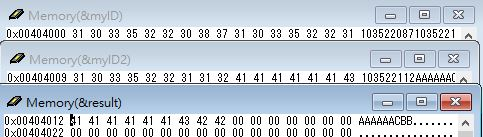 Memory(&myID)
0x00404000 31 30 33 35 32 32 30 38 37 31 30 33 35 32 32 31 1035220871035221
Memory(&myID2)
0x00404009 31 30 33 35 32 32 31 31 32 41 41 41 41 41 41 43 103522112AAAAAAC
Memory(&result)
0x00404012 41 41 41 41 41 41 43 42 42 00 00 00 00 00 00 00 AAAAAACBB.......
0x00404022 00 00 00 00 00 00 00 00 00 00 00 00 00 00 00 00